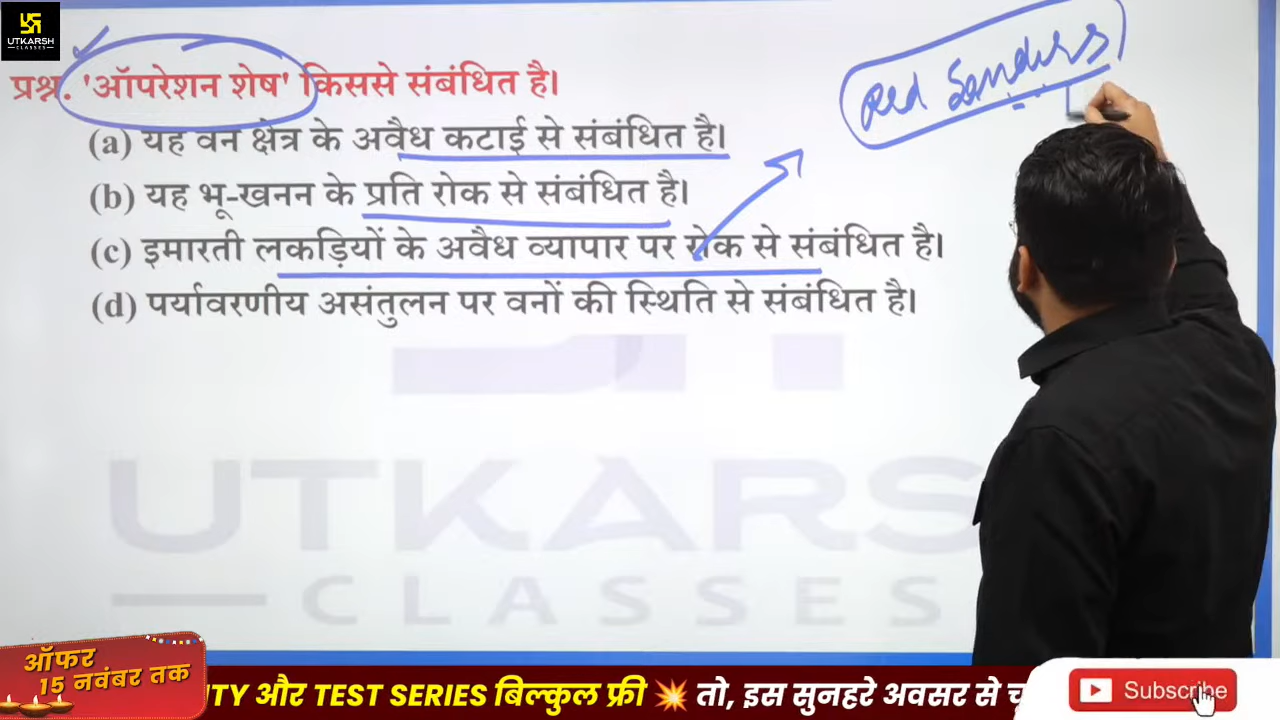 UTKARSH
CLASSES
Red Sanders
प्रश्न. 'ऑपरेशन शेष' किससे संबंधित है।
(a) यह वन क्षेत्र के अवैध कटाई से संबंधित है।
(b) यह भू-खनन के प्रति रोक से संबंधित है।
(c) इमारती लकड़ियों के अवैध व्यापार पर रोक से संबंधित है।
(d) पर्यावरणीय असंतुलन पर वनों की स्थिति से संबंधित है।
UTKARS
CLASSES
ऑफर
15 नवंबर तक
ITY और TEST SERIES बिल्कुल फ्री 💥 तो, इस सुनहरे अवसर से
Subscribe